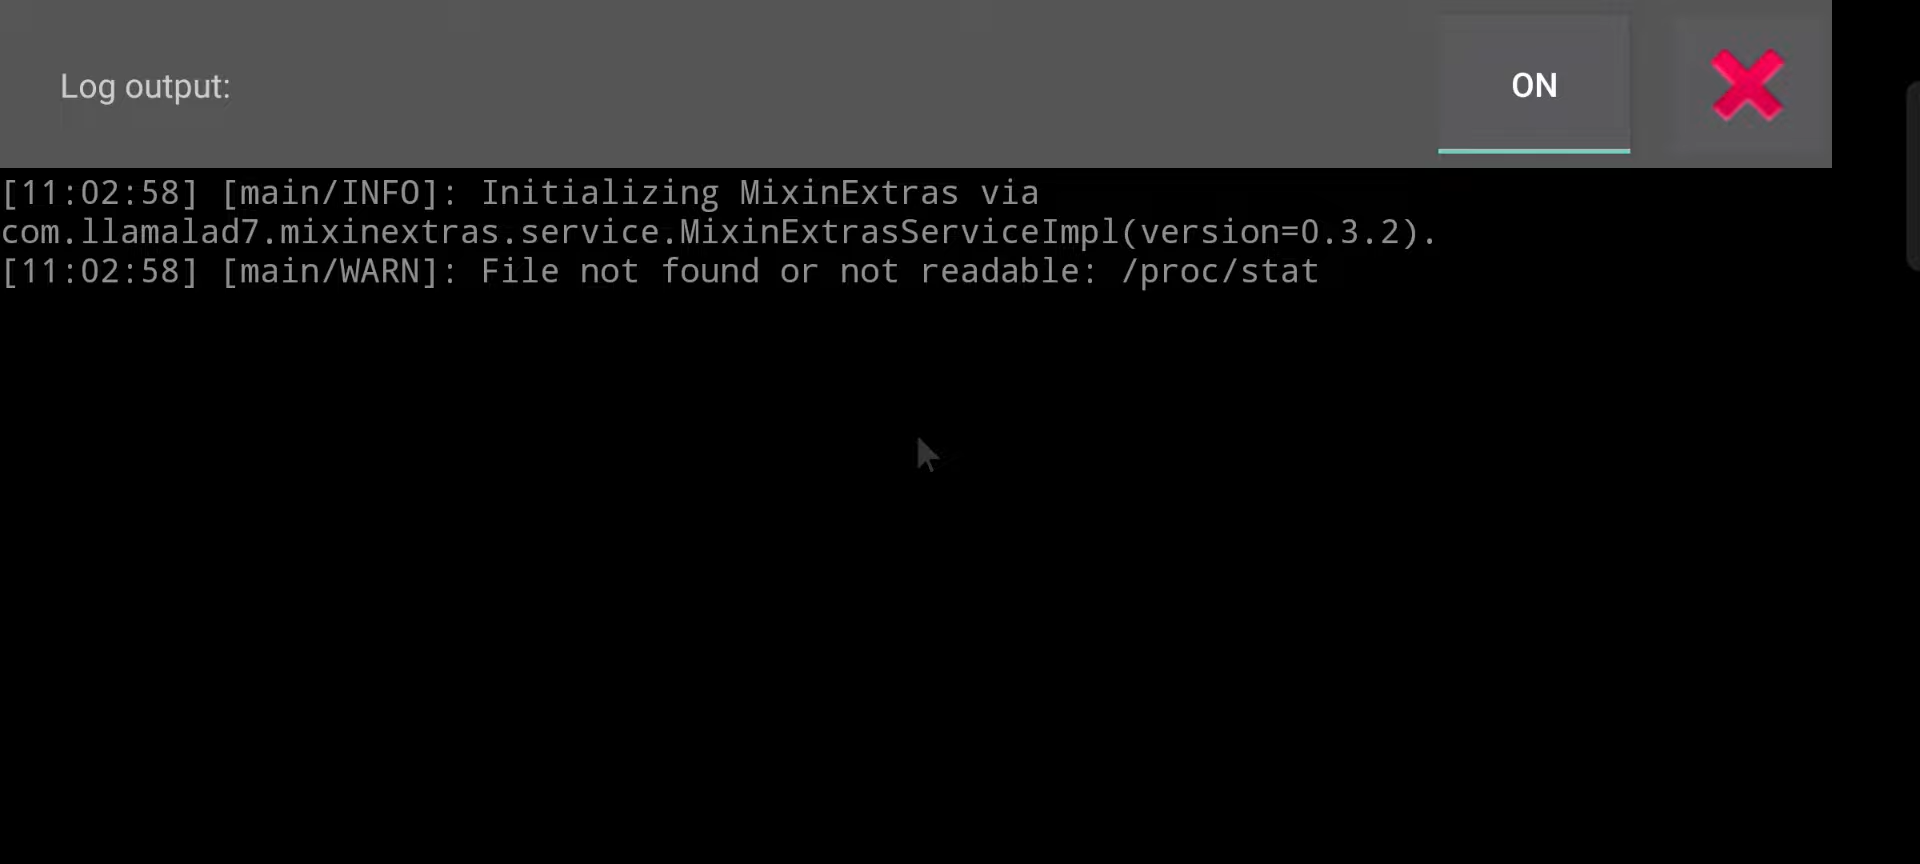 Log output:
ON
[11:02:58] [main/INFO]: Initializing MixinExtras via
com.llamalad7.mixinextras.service.MixinExtrasServiceImpl(version=0.3.2).
[11:02:58] [main/WARN]: File not found or not readable: /proc/stat